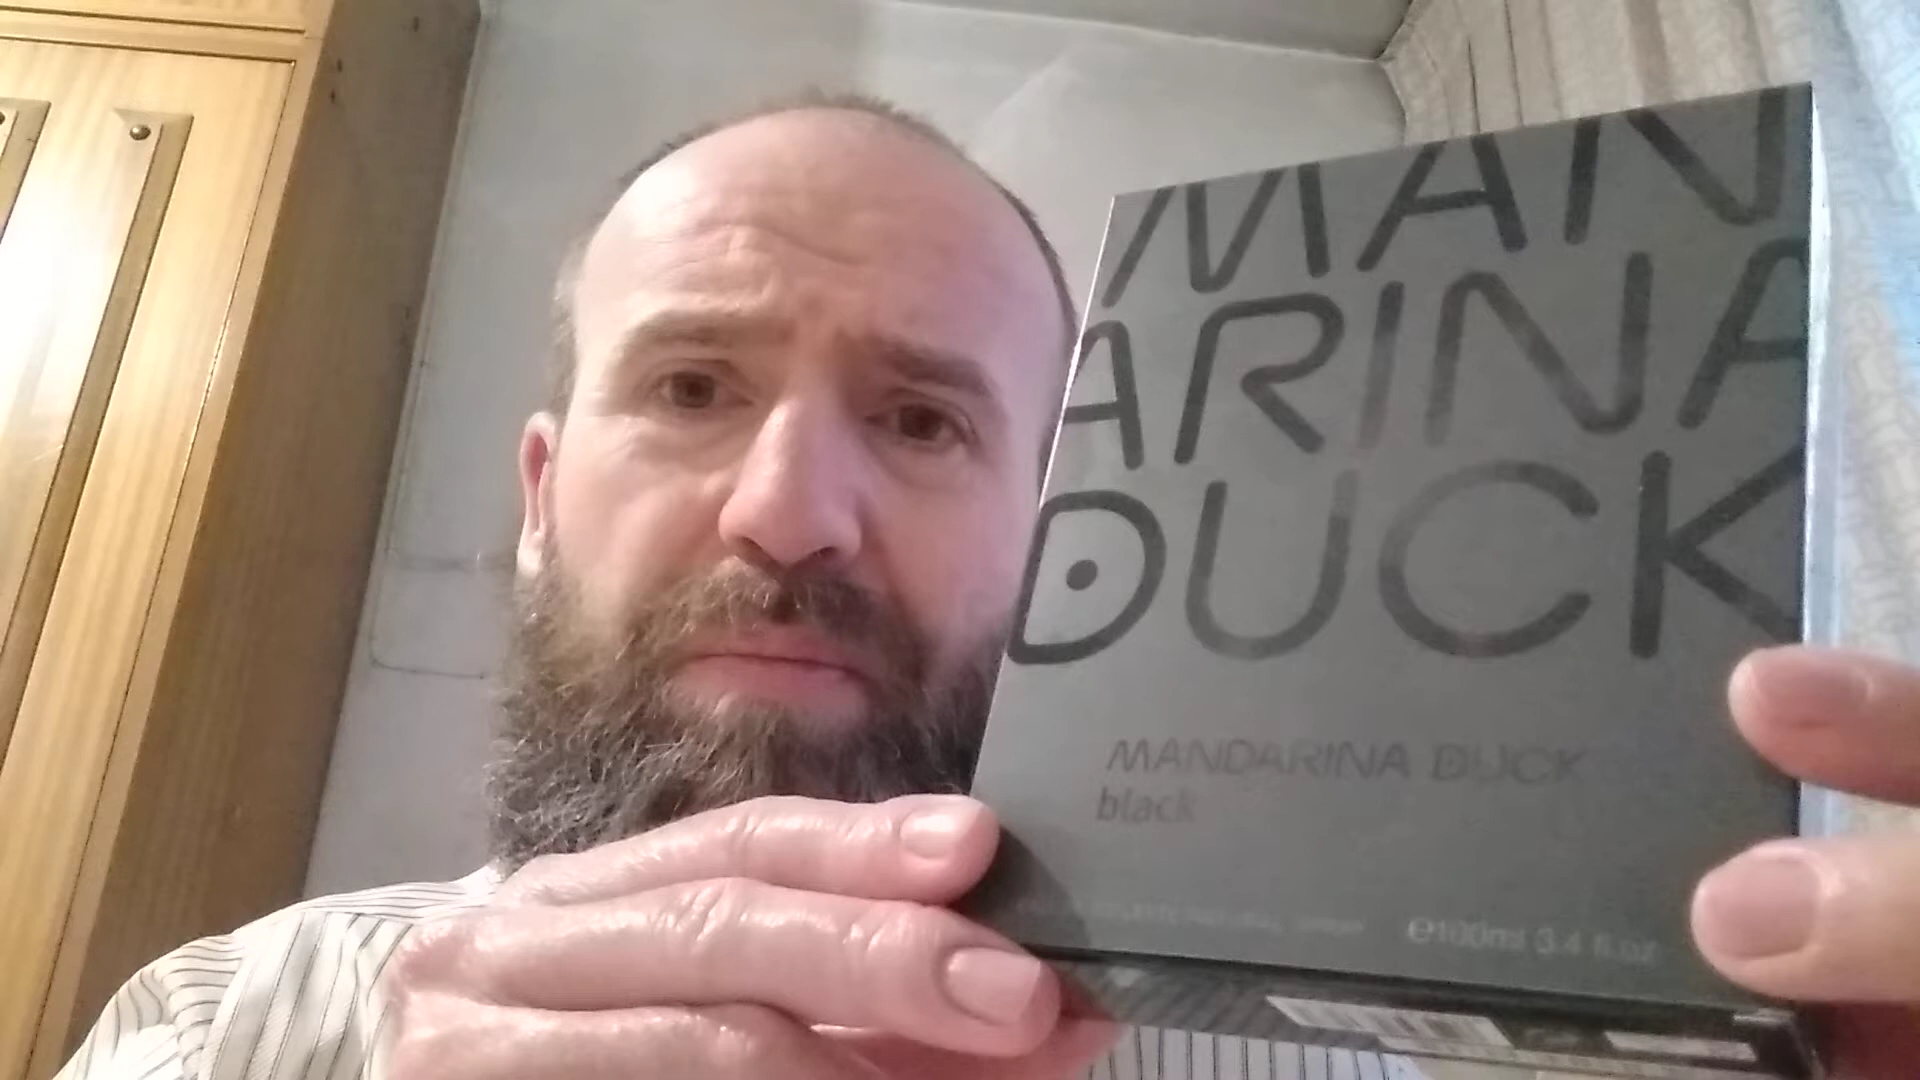 MAN
ARINA
DUCK
MANDARINA DUCK
black
℮100ml 3.4 fl.oz